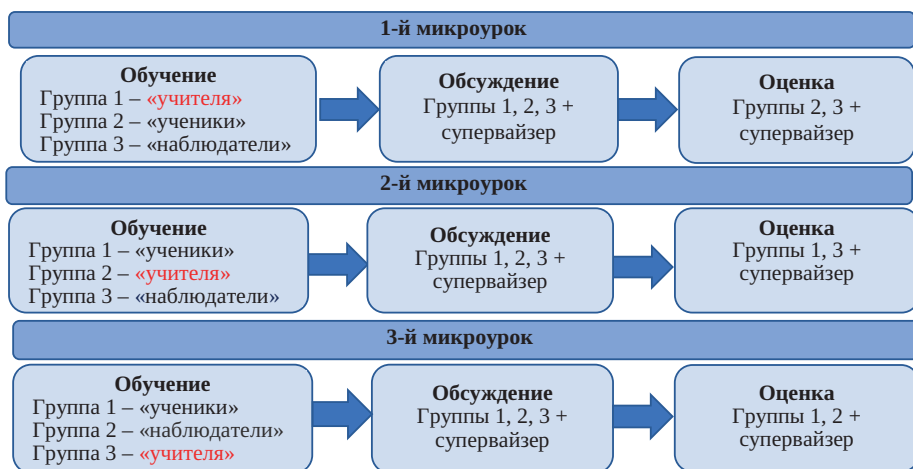 1-й микроурок
Обучение
Группа 1 – «учителя»
Группа 2 – «ученики»
Группа 3 – «наблюдатели»
Обсуждение
Группы 1, 2, 3 +
супервайзер
Оценка
Группы 2, 3 +
супервайзер
2-й микроурок
Обучение
Группа 1 – «ученики»
Группа 2 – «учителя»
Группа 3 – «наблюдатели»
Обсуждение
Группы 1, 2, 3 +
супервайзер
Оценка
Группы 1, 3 +
супервайзер
3-й микроурок
Обучение
Группа 1 – «ученики»
Группа 2 – «наблюдатели»
Группа 3 – «учителя»
Обсуждение
Группы 1, 2, 3 +
супервайзер
Оценка
Группы 1, 2 +
супервайзер